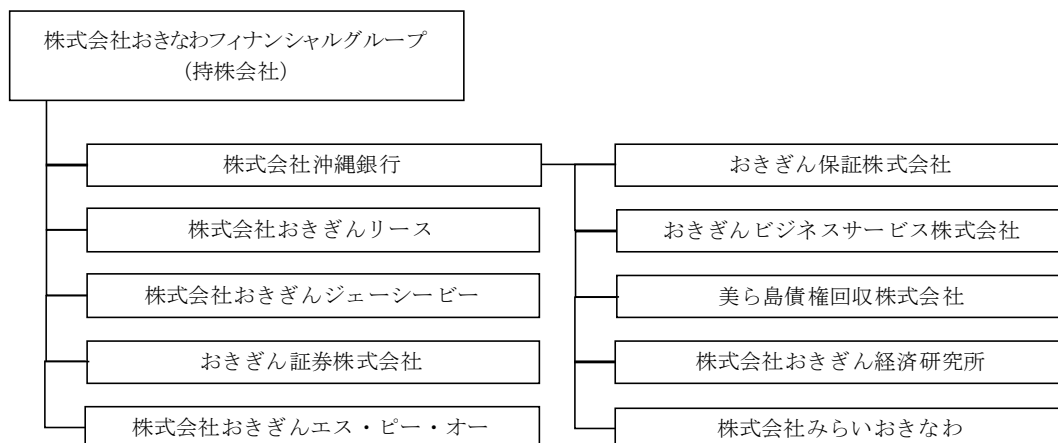 株式会社おきなわフィナンシャルグループ
（持株会社）
株式会社沖縄銀行
おきぎん保証株式会社
株式会社おきぎんリース
おきぎんビジネスサービス株式会社
株式会社おきぎんジェーシービー
美ら島債権回収株式会社
おきぎん証券株式会社
株式会社おきぎん経済研究所
株式会社おきぎんエス・ピー・オー
株式会社みらいおきなわ